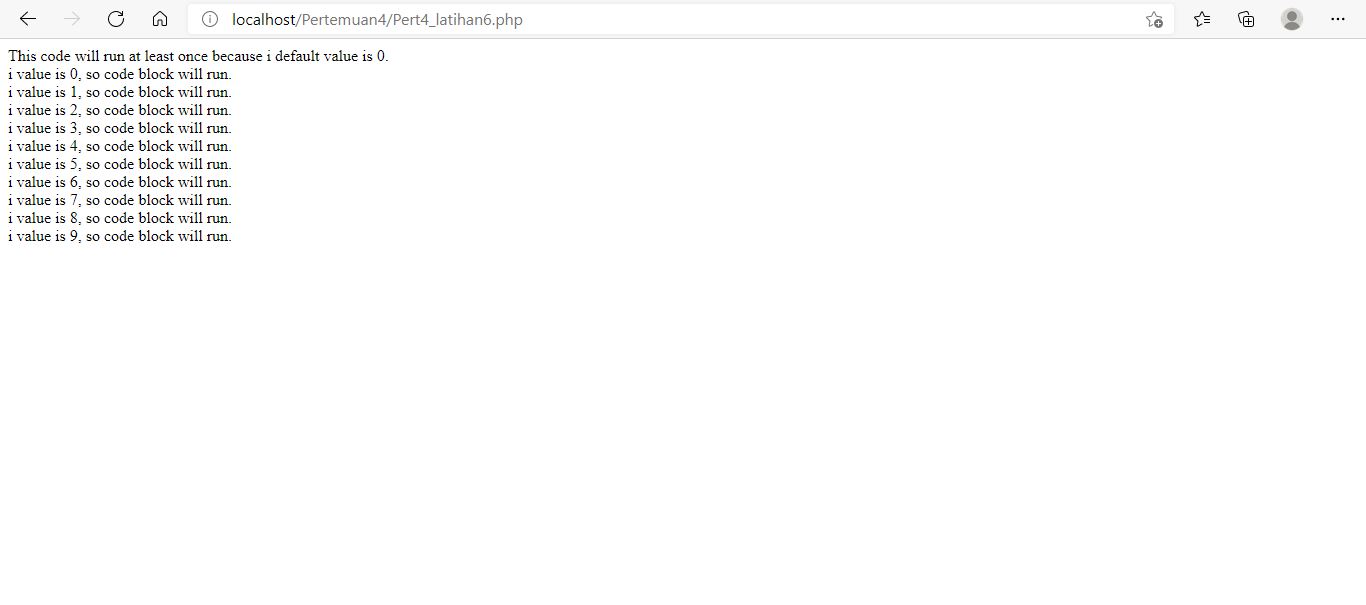 localhost/Pertemuan4/Pert4_latihan6.php
This code will run at least once because i default value is 0.
i value is 0, so code block will run.
i value is 1, so code block will run.
i value is 2, so code block will run.
i value is 3, so code block will run.
i value is 4, so code block will run.
i value is 5, so code block will run.
i value is 6, so code block will run.
i value is 7, so code block will run.
i value is 8, so code block will run.
i value is 9, so code block will run.